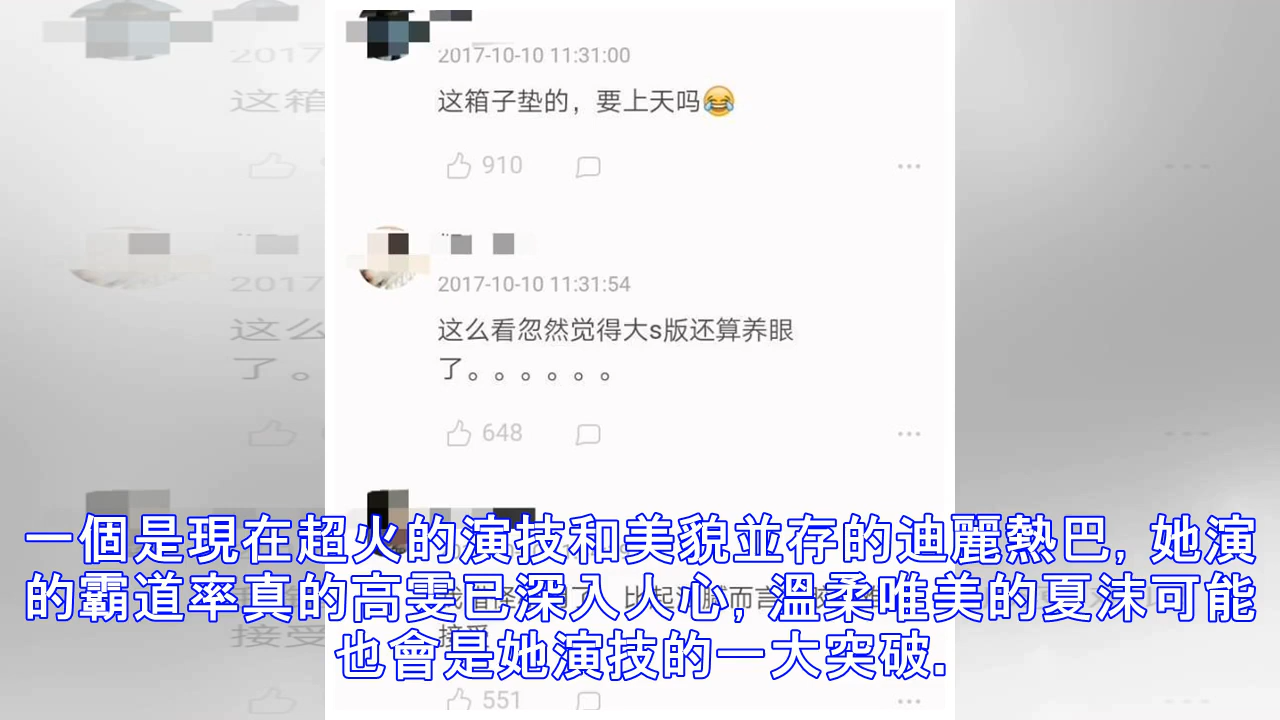 2017-10-10 11:31:00
这箱子垫的，要上天吗😂
910
2017-10-10 11:31:54
这么看忽然觉得大s版还算养眼
了。。。。。。
648
一個是現在超火的演技和美貌並存的迪麗熱巴, 她演
的霸道率真的高雯已深入人心, 溫柔唯美的夏沫可能
也會是她演技的一大突破.
接受
551